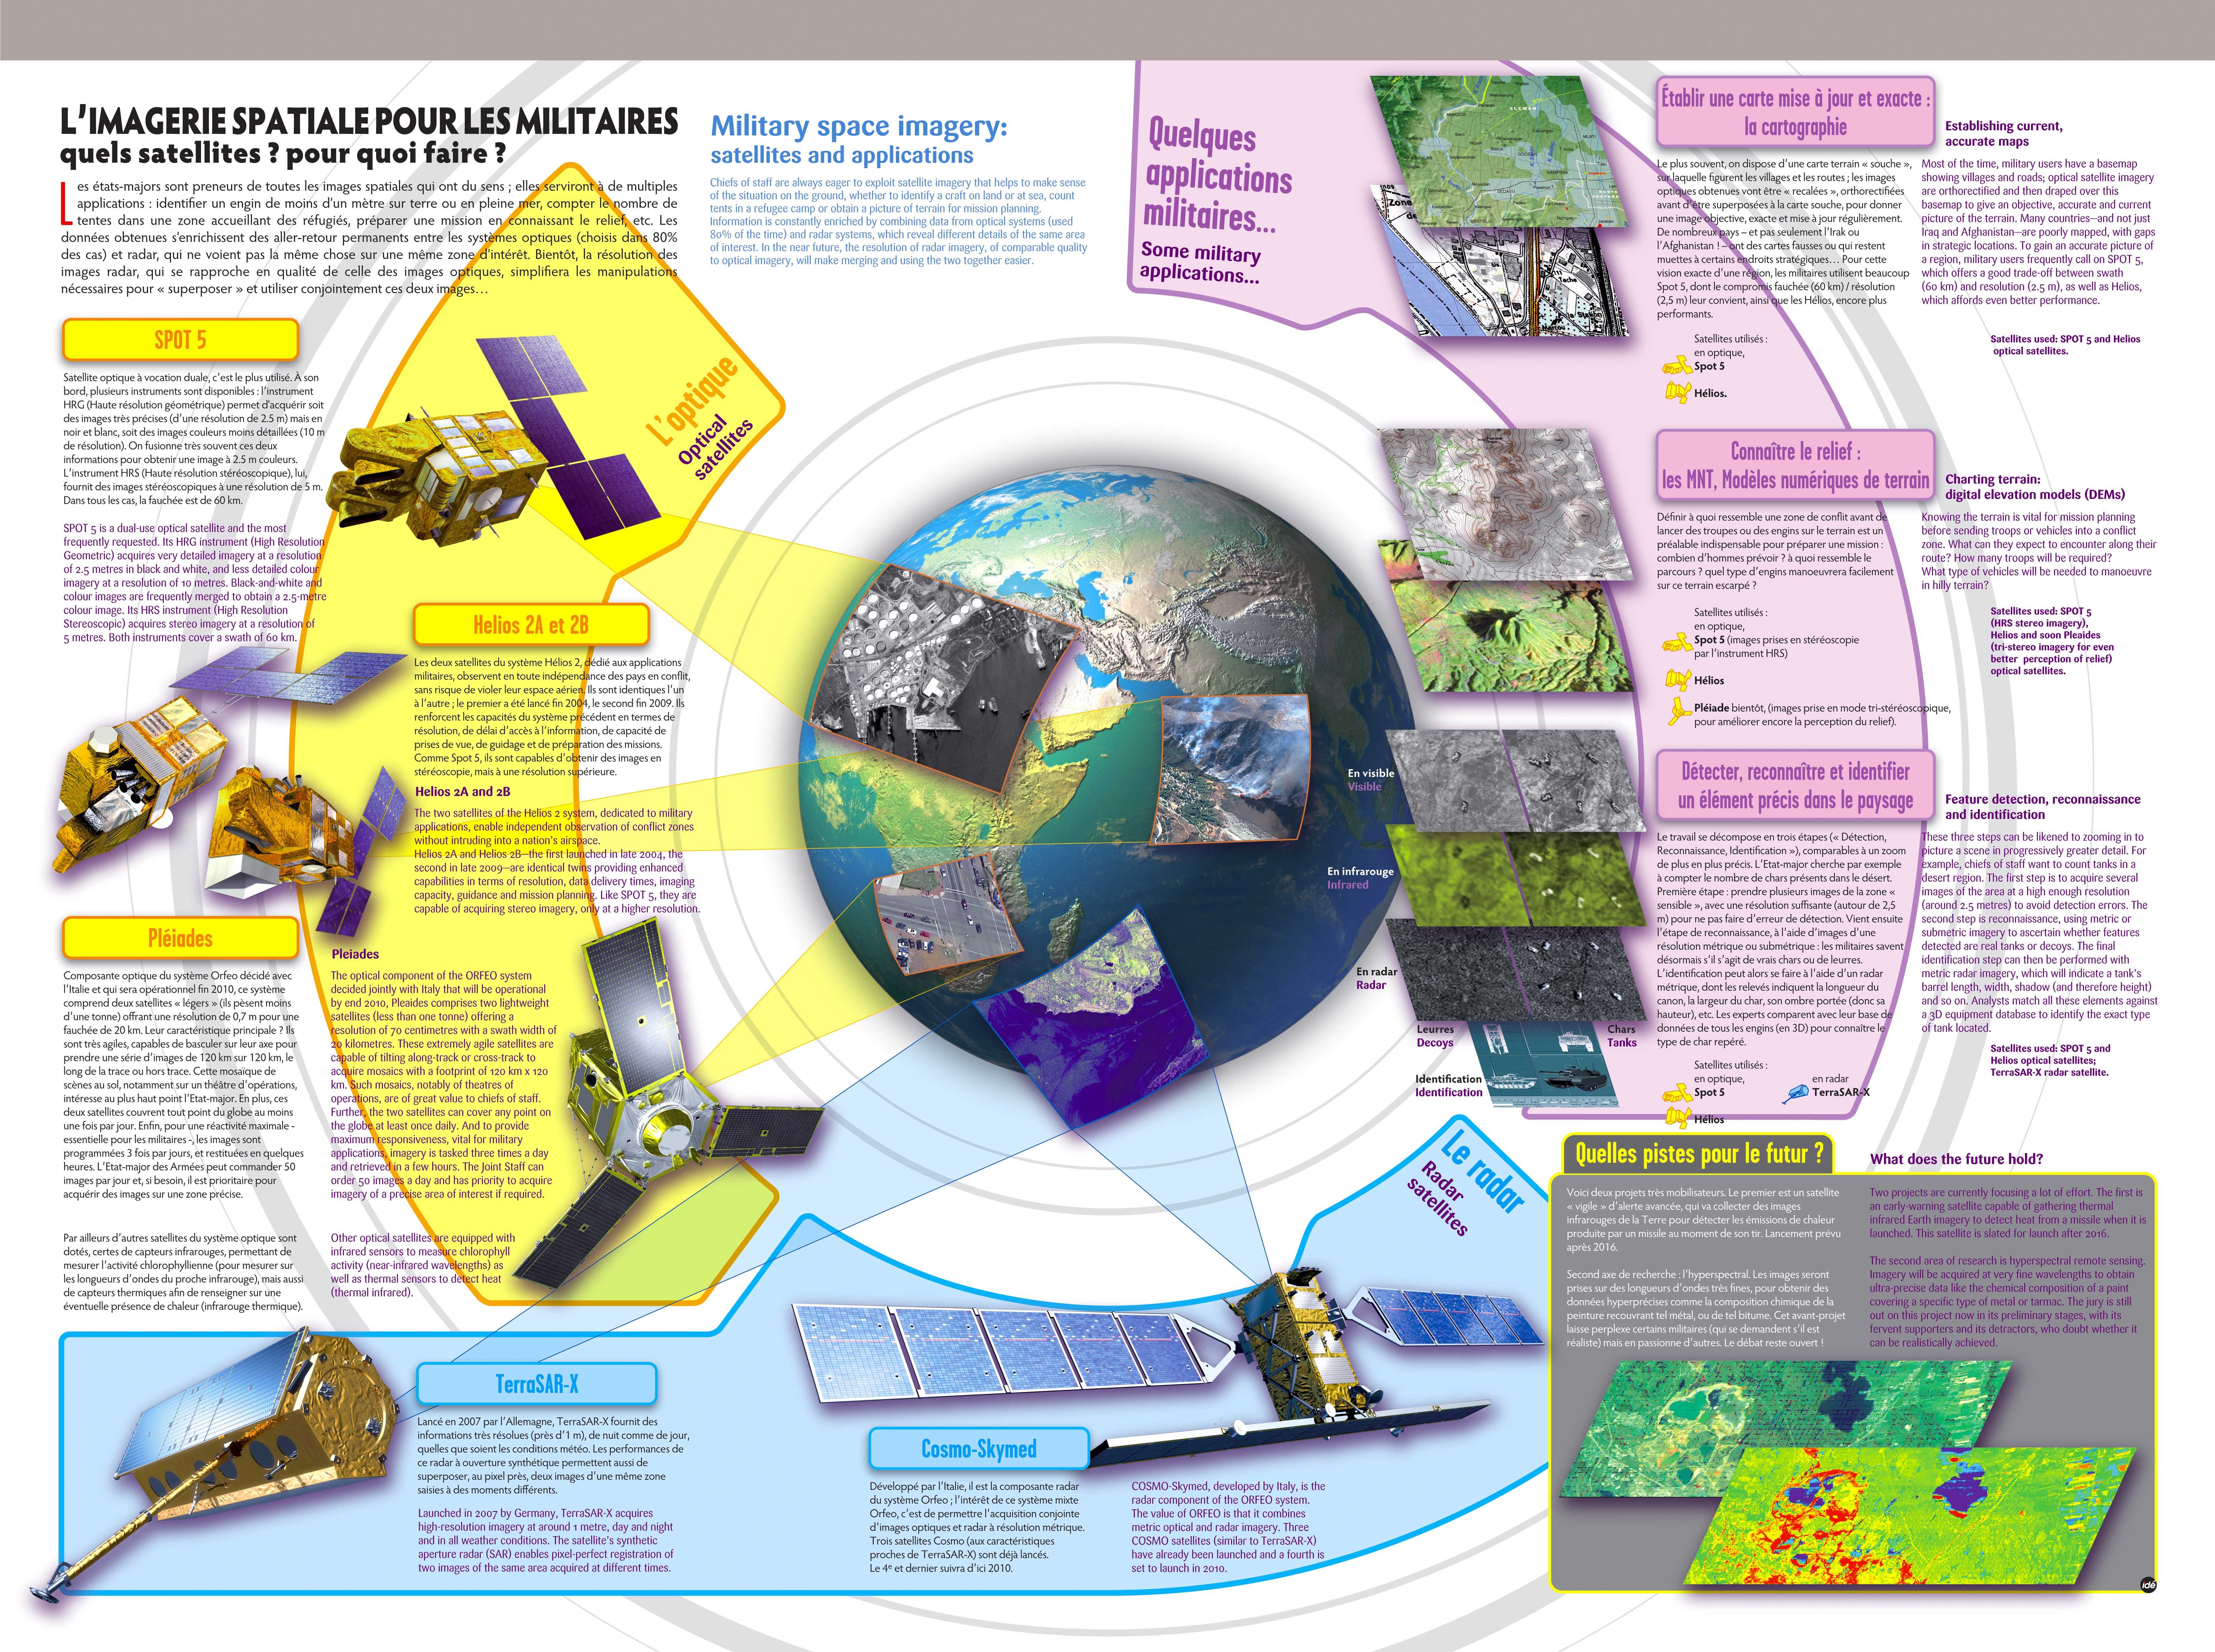 L'IMAGERIE SPATIALE POUR LES MILITAIRES
quels satellites ? pour quoi faire ?
Les états-majors sont preneurs de toutes les images spatiales qui ont du sens ; elles serviront à de multiples
applications : identifier un engin de moins d'un mètre sur terre ou en pleine mer, compter le nombre de
tentes dans une zone accueillant des réfugiés, préparer une mission en connaissant le relief, etc. Les
données obtenues s'enrichissent des aller-retour permanents entre les systèmes optiques (choisis dans 80%
des cas) et radar, qui ne voient pas la même chose sur une même zone d'intérêt. Bientôt, la résolution des
images radar, qui se rapproche en qualité de celle des images optiques, simplifiera les manipulations
nécessaires pour « superposer » et utiliser conjointement ces deux images…
Military space imagery:
satellites and applications
Chiefs of staff are always eager to exploit satellite imagery that helps to make sense
of the situation on the ground, whether to identify a craft on land or at sea, count
tents in a refugee camp or obtain a picture of terrain for mission planning.
Information is constantly enriched by combining data from optical systems (used
80% of the time) and radar systems, which reveal different details of the same area
of interest. In the near future, the resolution of radar imagery, of comparable quality
to optical imagery, will make merging and using the two together easier.
SPOT 5
Satellite optique à vocation duale, c'est le plus utilisé. À son
bord, plusieurs instruments sont disponibles : l'instrument
HRG (Haute résolution géométrique) permet d'acquérir soit
des images très précises (d'une résolution de 2.5 m) mais en
noir et blanc, soit des images couleurs moins détaillées (10 m
de résolution). On fusionne très souvent ces deux
informations pour obtenir une image à 2.5 m couleurs.
L'instrument HRS (Haute résolution stéréoscopique), lui,
fournit des images stéréoscopiques à une résolution de 5 m.
Dans tous les cas, la fauchée est de 60 km.
SPOT 5 is a dual-use optical satellite and the most
frequently requested. Its HRG instrument (High Resolution
Geometric) acquires very detailed imagery at a resolution
of 2.5 metres in black and white, and less detailed colour
imagery at a resolution of 10 metres. Black-and-white and
colour images are frequently merged to obtain a 2.5-metre
colour image. Its HRS instrument (High Resolution
Stereoscopic) acquires stereo imagery at a resolution of
5 metres. Both instruments cover a swath of 60 km.
L'optique
Optical
satellites
Helios 2A et 2B
Les deux satellites du système Hélios 2, dédié aux applications
militaires, observent en toute indépendance des pays en conflit,
sans risque de violer leur espace aérien. Ils sont identiques l'un
à l'autre ; le premier a été lancé fin 2004, le second fin 2009. Ils
renforcent les capacités du système précédent en termes de
résolution, de délai d'accès à l'information, de capacité de
prises de vue, de guidage et de préparation des missions.
Comme Spot 5, ils sont capables d'obtenir des images en
stéréoscopie, mais à une résolution supérieure.
Helios 2A and 2B
The two satellites of the Helios 2 system, dedicated to military
applications, enable independent observation of conflict zones
without intruding into a nation's airspace.
Helios 2A and Helios 2B—the first launched in late 2004, the
second in late 2009—are identical twins providing enhanced
capabilities in terms of resolution, data delivery times, imaging
capacity, guidance and mission planning. Like SPOT 5, they are
capable of acquiring stereo imagery, only at a higher resolution.
Pléiades
Composante optique du système Orfeo décidé avec
l'Italie et qui sera opérationnel fin 2010, ce système
comprend deux satellites « légers » (ils pèsent moins
d'une tonne) offrant une résolution de 0,7 m pour une
fauchée de 20 km. Leur caractéristique principale ? Ils
sont très agiles, capables de basculer sur leur axe pour
prendre une série d'images de 120 km sur 120 km, le
long de la trace ou hors trace. Cette mosaïque de
scènes au sol, notamment sur un théâtre d'opérations,
intéresse au plus haut point l'Etat-major. En plus, ces
deux satellites couvrent tout point du globe au moins
une fois par jour. Enfin, pour une réactivité maximale -
essentielle pour les militaires -, les images sont
programmées 3 fois par jours, et restituées en quelques
heures. L'Etat-major des Armées peut commander 50
images par jour et, si besoin, il est prioritaire pour
acquérir des images sur une zone précise.
Par ailleurs d'autres satellites du système optique sont
dotés, certes de capteurs infrarouges, permettant de
mesurer l'activité chlorophyllienne (pour mesurer sur
les longueurs d'ondes du proche infrarouge), mais aussi
de capteurs thermiques afin de renseigner sur une
éventuelle présence de chaleur (infrarouge thermique).
Pleiades
The optical component of the ORFEO system
decided jointly with Italy that will be operational
by end 2010, Pleaides comprises two lightweight
satellites (less than one tonne) offering a
resolution of 70 centimetres with a swath width of
20 kilometres. These extremely agile satellites are
capable of tilting along-track or cross-track to
acquire mosaics with a footprint of 120 km x 120
km. Such mosaics, notably of theatres of
operations, are of great value to chiefs of staff.
Further, the two satellites can cover any point on
the globe at least once daily. And to provide
maximum responsiveness, vital for military
applications, imagery is tasked three times a day
and retrieved in a few hours. The Joint Staff can
order 50 images a day and has priority to acquire
imagery of a precise area of interest if required.
Other optical satellites are equipped with
infrared sensors to measure chlorophyll
activity (near-infrared wavelengths) as
well as thermal sensors to detect heat
(thermal infrared).
TerraSAR-X
Lancé en 2007 par l'Allemagne, TerraSAR-X fournit des
informations très résolues (près d'1 m), de nuit comme de jour,
quelles que soient les conditions météo. Les performances de
ce radar à ouverture synthétique permettent aussi de
superposer, au pixel près, deux images d'une même zone
saisies à des moments différents.
Launched in 2007 by Germany, TerraSAR-X acquires
high-resolution imagery at around 1 metre, day and night
and in all weather conditions. The satellite's synthetic
aperture radar (SAR) enables pixel-perfect registration of
two images of the same area acquired at different times.
Cosmo-Skymed
Développé par l'Italie, il est la composante radar
du système Orfeo ; l'intérêt de ce système mixte
Orfeo, c'est de permettre l'acquisition conjointe
d'images optiques et radar à résolution métrique.
Trois satellites Cosmo (aux caractéristiques
proches de TerraSAR-X) sont déjà lancés.
Le 4e et dernier suivra d'ici 2010.
COSMO-Skymed, developed by Italy, is the
radar component of the ORFEO system.
The value of ORFEO is that it combines
metric optical and radar imagery. Three
COSMO satellites (similar to TerraSAR-X)
have already been launched and a fourth is
set to launch in 2010.
Le radar
Radar
satellites
Quelques
applications
militaires...
Some military
applications...
Établir une carte mise à jour et exacte :
la cartographie
Le plus souvent, on dispose d'une carte terrain « souche »,
sur laquelle figurent les villages et les routes ; les images
optiques obtenues vont être « recalées », orthorectifiées
avant d'être superposées à la carte souche, pour donner
une image objective, exacte et mise à jour régulièrement.
De nombreux pays – et pas seulement l'Irak ou
l'Afghanistan ! – ont des cartes fausses ou qui restent
muettes à certains endroits stratégiques… Pour cette
vision exacte d'une région, les militaires utilisent beaucoup
Spot 5, dont le compromis fauchée (60 km) / résolution
(2,5 m) leur convient, ainsi que les Hélios, encore plus
performants.
Satellites utilisés :
en optique,
Spot 5
Hélios.
Establishing current,
accurate maps
Most of the time, military users have a basemap
showing villages and roads; optical satellite imagery
are orthorectified and then draped over this
basemap to give an objective, accurate and current
picture of the terrain. Many countries—and not just
Iraq and Afghanistan—are poorly mapped, with gaps
in strategic locations. To gain an accurate picture of
a region, military users frequently call on SPOT 5,
which offers a good trade-off between swath
(60 km) and resolution (2.5 m), as well as Helios,
which affords even better performance.
Satellites used: SPOT 5 and Helios
optical satellites.
Connaître le relief :
les MNT, Modèles numériques de terrain
Définir à quoi ressemble une zone de conflit avant de
lancer des troupes ou des engins sur le terrain est un
préalable indispensable pour préparer une mission :
combien d'hommes prévoir ? à quoi ressemble le
parcours ? quel type d'engins manoeuvrera facilement
sur ce terrain escarpé ?
Satellites utilisés :
en optique,
Spot 5 (images prises en stéréoscopie
par l'instrument HRS)
Hélios
Pléiade bientôt, (images prise en mode tri-stéréoscopique,
pour améliorer encore la perception du relief).
Charting terrain:
digital elevation models (DEMs)
Knowing the terrain is vital for mission planning
before sending troops or vehicles into a conflict
zone. What can they expect to encounter along their
route? How many troops will be required?
What type of vehicles will be needed to manoeuvre
in hilly terrain?
Satellites used: SPOT 5
(HRS stereo imagery),
Helios and soon Pleaides
(tri-stereo imagery for even
better perception of relief)
optical satellites.
Détecter, reconnaître et identifier
un élément précis dans le paysage
Le travail se décompose en trois étapes (« Détection,
Reconnaissance, Identification »), comparables à un zoom
de plus en plus précis. L'Etat-major cherche par exemple
à compter le nombre de chars présents dans le désert.
Première étape : prendre plusieurs images de la zone «
sensible », avec une résolution suffisante (autour de 2,5
m) pour ne pas faire d'erreur de détection. Vient ensuite
l'étape de reconnaissance, à l'aide d'images d'une
résolution métrique ou submétrique : les militaires savent
désormais s'il s'agit de vrais chars ou de leurres.
L'identification peut alors se faire à l'aide d'un radar
métrique, dont les relevés indiquent la longueur du
canon, la largeur du char, son ombre portée (donc sa
hauteur), etc. Les experts comparent avec leur base de
données de tous les engins (en 3D) pour connaître le
type de char repéré.
Satellites utilisés :
en optique,
Spot 5
Hélios
en radar
TerraSAR-X
Feature detection, reconnaissance
and identification
These three steps can be likened to zooming in to
picture a scene in progressively greater detail. For
example, chiefs of staff want to count tanks in a
desert region. The first step is to acquire several
images of the area at a high enough resolution
(around 2.5 metres) to avoid detection errors. The
second step is reconnaissance, using metric or
submetric imagery to ascertain whether features
detected are real tanks or decoys. The final
identification step can then be performed with
metric radar imagery, which will indicate a tank's
barrel length, width, shadow (and therefore height)
and so on. Analysts match all these elements against
a 3D equipment database to identify the exact type
of tank located.
Satellites used: SPOT 5 and
Helios optical satellites;
TerraSAR-X radar satellite.
En visible
Visible
En infrarouge
Infrared
En radar
Radar
Leurres
Decoys
Chars
Tanks
Identification
Identification
Quelles pistes pour le futur ?
Voici deux projets très mobilisateurs. Le premier est un satellite
« vigile » d'alerte avancée, qui va collecter des images
infrarouges de la Terre pour détecter les émissions de chaleur
produite par un missile au moment de son tir. Lancement prévu
après 2016.
Second axe de recherche : l'hyperspectral. Les images seront
prises sur des longueurs d'ondes très fines, pour obtenir des
données hyperprécises comme la composition chimique de la
peinture recouvrant tel métal, ou de tel bitume. Cet avant-projet
laisse perplexe certains militaires (qui se demandent s'il est
réaliste) mais en passionne d'autres. Le débat reste ouvert !
What does the future hold?
Two projects are currently focusing a lot of effort. The first is
an early-warning satellite capable of gathering thermal
infrared Earth imagery to detect heat from a missile when it is
launched. This satellite is slated for launch after 2016.
The second area of research is hyperspectral remote sensing.
Imagery will be acquired at very fine wavelengths to obtain
ultra-precise data like the chemical composition of a paint
covering a specific type of metal or tarmac. The jury is still
out on this project now in its preliminary stages, with its
fervent supporters and its detractors, who doubt whether it
can be realistically achieved.
idé